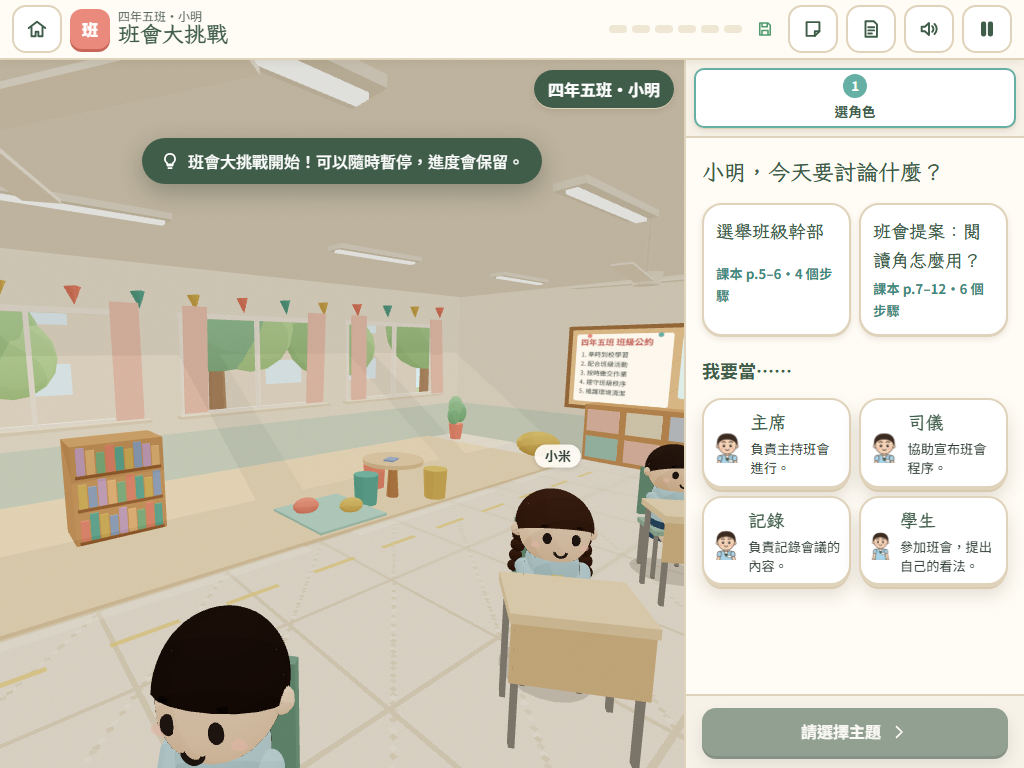 班
四年五班・小明
班會大挑戰
四年五班・小明
班會大挑戰開始！可以隨時暫停，進度會保留。
四年五班 班級公約
1. 準時到校學習
2. 配合班級活動
3. 按時繳交作業
4. 遵守班級秩序
5. 維護環境清潔
小米
1
選角色
小明，今天要討論什麼？
選舉班級幹部
課本 p.5–6・4 個步
驟
班會提案：閱
讀角怎麼用？
課本 p.7–12・6 個
步驟
我要當……
主席
負責主持班會
進行。
司儀
協助宣布班會
程序。
記錄
負責記錄會議的
內容。
學生
參加班會，提出
自己的看法。
請選擇主題